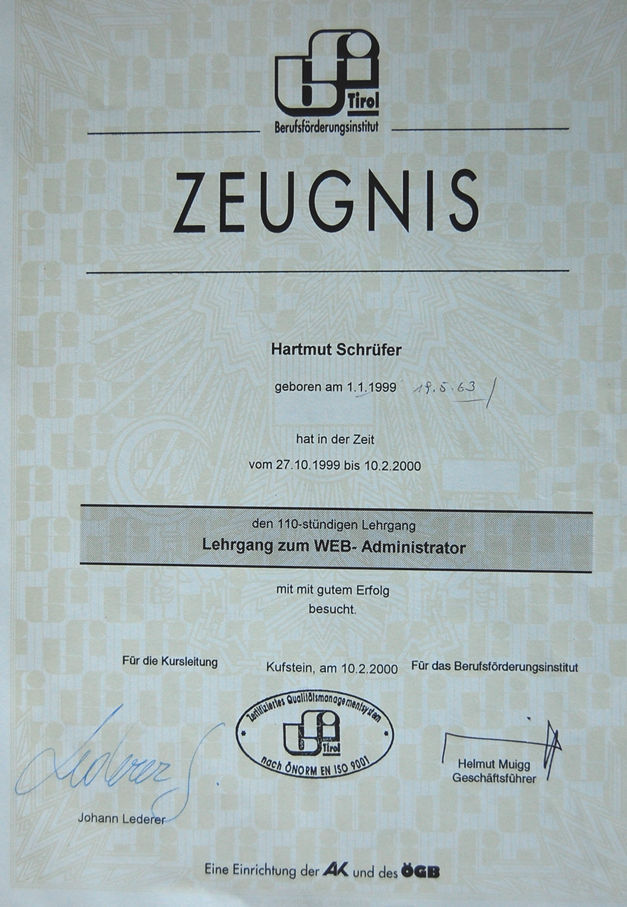 bfi
Tirol
Berufsförderungsinstitut
ZEUGNIS
Hartmut Schrüfer
geboren am 1.1.1999 19.5.63
hat in der Zeit
vom 27.10.1999 bis 10.2.2000
den 110-stündigen Lehrgang
Lehrgang zum WEB- Administrator
mit mit gutem Erfolg
besucht.
Für die Kursleitung
Kufstein, am 10.2.2000
Für das Berufsförderungsinstitut
Zertifiziertes Qualitätsmanagementsystem
bfi
Tirol
nach ÖNORM EN ISO 9001
Lederer
Johann Lederer
Helmut Muigg
Geschäftsführer
Eine Einrichtung der AK und des ÖGB